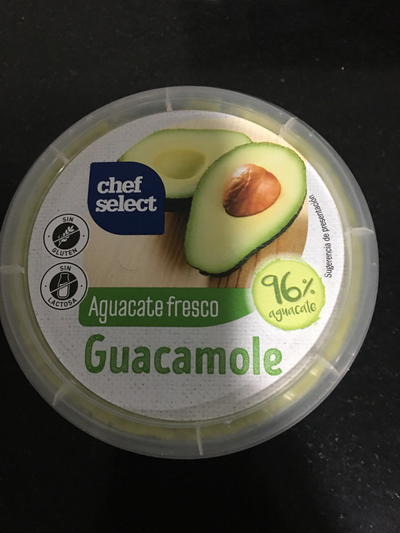 chef
select
SIN
GLUTEN
SIN
LACTOSA
Sugerencia de presentación
96%
aguacate
Aguacate fresco
Guacamole